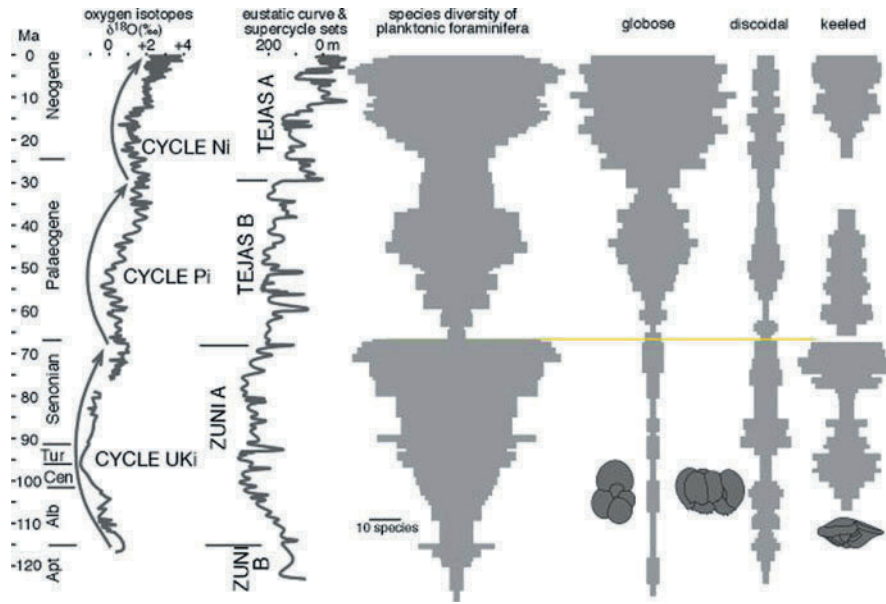 oxygen isotopes
δ18O(‰)
0 +2 +4
eustatic curve &
supercycle sets
200 0 m
species diversity of
planktonic foraminifera
globose
discoidal
keeled
Ma
0
10
20
30
40
50
60
70
80
90
-100
-110
-120
Neogene
Palaeogene
Senonian
Tur
Cen
Alb
Apt
CYCLE Ni
CYCLE Pi
CYCLE UKi
TEJAS A
TEJAS B
ZUNI A
ZUNI
B
10 species